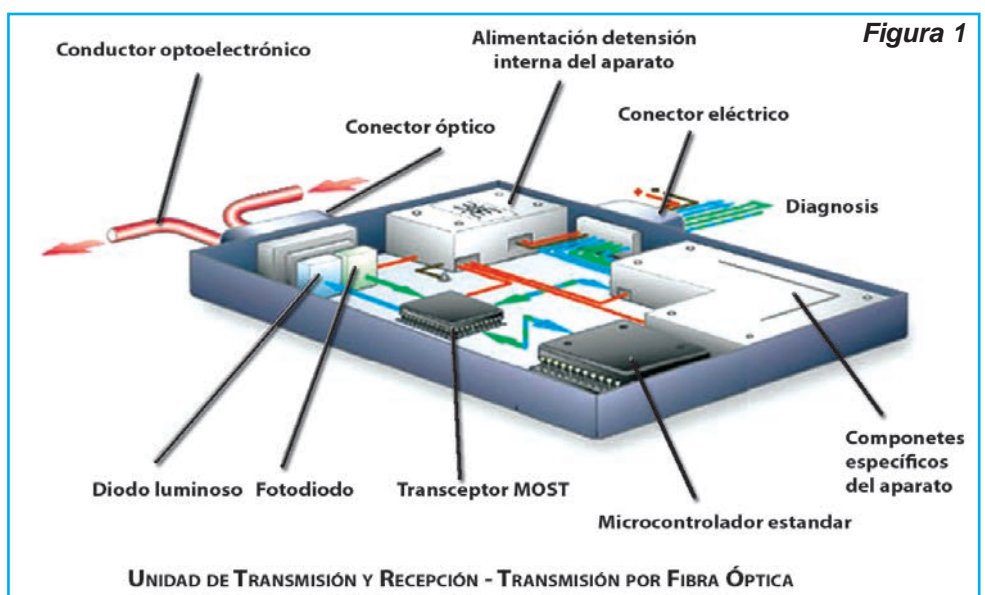 Figura 1
Conductor optoelectrónico
Alimentación detensión
interna del aparato
Conector óptico
Conector eléctrico
Diagnosis
Diodo luminoso
Fotodiodo
Transceptor MOST
Componetes
específicos
del aparato
Microcontrolador estandar
UNIDAD DE TRANSMISIÓN Y RECEPCIÓN - TRANSMISIÓN POR FIBRA ÓPTICA